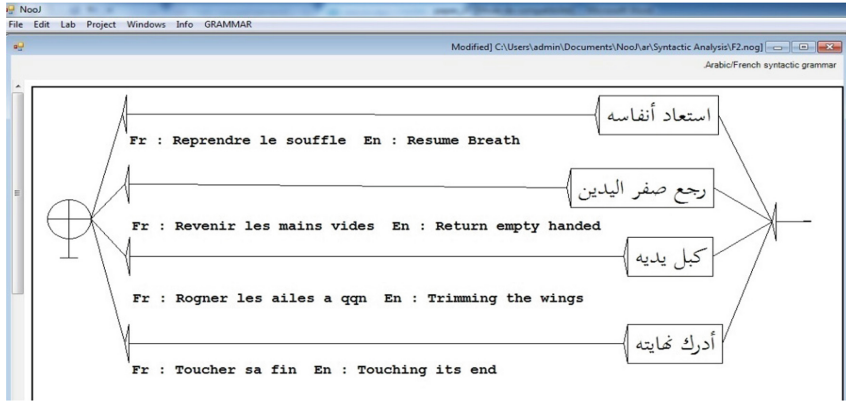 NooJ
File Edit Lab Project Windows Info GRAMMAR
Modified] C:\Users\admin\Documents\NooJ\ar\Syntactic Analysis\F2.nog]
.Arabic/French syntactic grammar
استعاد أنفاسه
Fr : Reprendre le souffle En : Resume Breath
رجع صفر اليدين
Fr : Revenir les mains vides En : Return empty handed
كبل يديه
Fr : Rogner les ailes a qqn En : Trimming the wings
أدرك نهايته
Fr : Toucher sa fin En : Touching its end